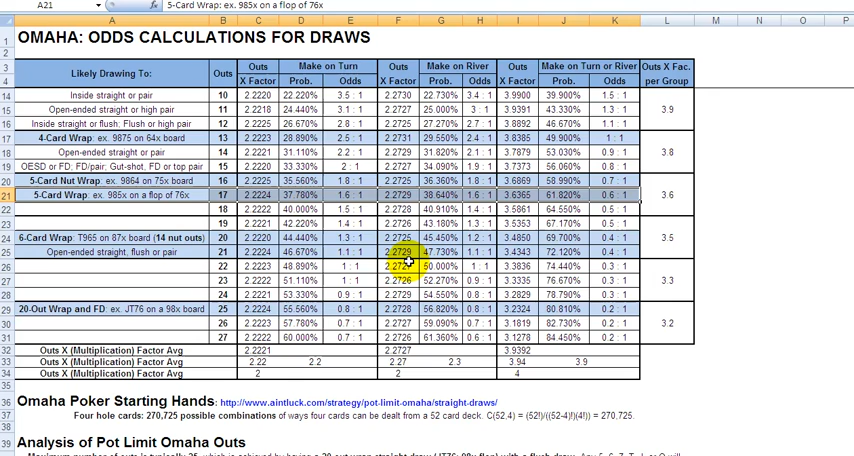 A21 fx 5-Card Wrap: ex. 985x on a flop of 76x
A B C D E F G H I J K L M N O P
1 OMAHA: ODDS CALCULATIONS FOR DRAWS
2
3 Likely Drawing To: Outs Outs Make on Turn Outs Make on River Outs Make on Turn or River Outs X Fac.
4 X Factor Prob. Odds X Factor Prob. Odds X Factor Prob. Odds per Group
14 Inside straight or pair 10 2.2220 22.220% 3.5 : 1 2.2730 22.730% 3.4 : 1 3.9900 39.900% 1.5 : 1 3.9
15 Open-ended straight or high pair 11 2.2218 24.440% 3.1 : 1 2.2727 25.000% 3 : 1 3.9391 43.330% 1.3 : 1
16 Inside straight or flush; Flush or high pair 12 2.2225 26.670% 2.8 : 1 2.2725 27.270% 2.7 : 1 3.8892 46.670% 1.1 : 1
17 4-Card Wrap: ex. 9875 on 64x board 13 2.2223 28.890% 2.5 : 1 2.2731 29.550% 2.4 : 1 3.8385 49.900% 1 : 1
18 Open-ended straight or pair 14 2.2221 31.110% 2.2 : 1 2.2729 31.820% 2.1 : 1 3.7879 53.030% 0.9 : 1 3.8
19 OESD or FD; FD/pair; Gut-shot, FD or top pair 15 2.2220 33.330% 2 : 1 2.2727 34.090% 1.9 : 1 3.7373 56.060% 0.8 : 1
20 5-Card Nut Wrap: ex. 9864 on 75x board 16 2.2225 35.560% 1.8 : 1 2.2725 36.360% 1.8 : 1 3.6869 58.990% 0.7 : 1
21 5-Card Wrap: ex. 985x on a flop of 76x 17 2.2224 37.780% 1.6 : 1 2.2729 38.640% 1.6 : 1 3.6365 61.820% 0.6 : 1 3.6
22 18 2.2222 40.000% 1.5 : 1 2.2728 40.910% 1.4 : 1 3.5861 64.550% 0.5 : 1
23 19 2.2221 42.220% 1.4 : 1 2.2726 43.180% 1.3 : 1 3.5353 67.170% 0.5 : 1
24 6-Card Wrap: T965 on 87x board (14 nut outs) 20 2.2220 44.440% 1.3 : 1 2.2725 45.450% 1.2 : 1 3.4850 69.700% 0.4 : 1 3.5
25 Open-ended straight, flush or pair 21 2.2224 46.670% 1.1 : 1 2.2729 47.730% 1.1 : 1 3.4343 72.120% 0.4 : 1
26 22 2.2223 48.890% 1 : 1 50.000% 1 : 1 3.3836 74.440% 0.3 : 1
27 23 2.2222 51.110% 1 : 1 2.2726 52.270% 0.9 : 1 3.3335 76.670% 0.3 : 1 3.3
28 24 2.2221 53.330% 0.9 : 1 2.2729 54.550% 0.8 : 1 3.2829 78.790% 0.3 : 1
29 20-Out Wrap and FD: ex. JT76 on a 98x board 25 2.2224 55.560% 0.8 : 1 2.2728 56.820% 0.8 : 1 3.2324 80.810% 0.2 : 1
30 26 2.2223 57.780% 0.7 : 1 2.2727 59.090% 0.7 : 1 3.1819 82.730% 0.2 : 1 3.2
31 27 2.2222 60.000% 0.7 : 1 2.2726 61.360% 0.6 : 1 3.1278 84.450% 0.2 : 1
32 Outs X (Multiplication) Factor Avg 2.2221 2.2727 3.9392
33 Outs X (Multiplication) Factor Avg 2.22 2.2 2.27 2.3 3.94 3.9
34 Outs X (Multiplication) Factor Avg 2 2 4
35
36 Omaha Poker Starting Hands: http://www.aintluck.com/strategy/pot-limit-omaha/straight-draws/
37 Four hole cards: 270,725 possible combinations of ways four cards can be dealt from a 52 card deck. C(52,4) = (52!)/((52-4)!(4!)) = 270,725.
38
39 Analysis of Pot Limit Omaha Outs